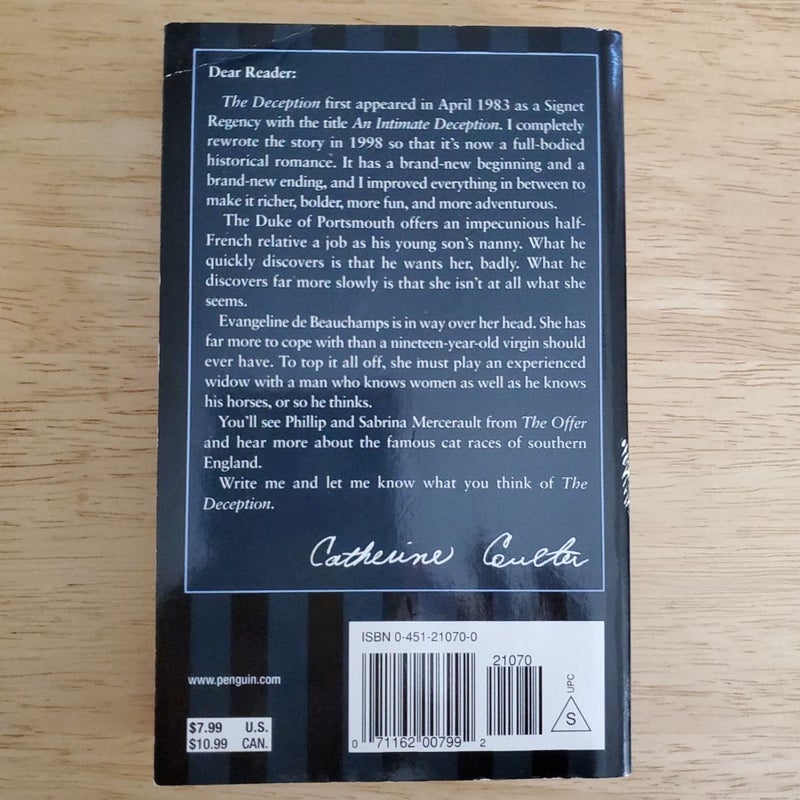 Dear Reader:
The Deception first appeared in April 1983 as a Signet
Regency with the title An Intimate Deception. I completely
rewrote the story in 1998 so that it's now a full-bodied
historical romance. It has a brand-new beginning and a
brand-new ending, and I improved everything in between to
make it richer, bolder, more fun, and more adventurous.
The Duke of Portsmouth offers an impecunious half-
French relative a job as his young son's nanny. What he
quickly discovers is that he wants her, badly. What he
discovers far more slowly is that she isn't at all what she
seems.
Evangeline de Beauchamps is in way over her head. She has
far more to cope with than a nineteen-year-old virgin should
ever have. To top it all off, she must play an experienced
widow with a man who knows women as well as he knows
his horses, or so he thinks.
You'll see Phillip and Sabrina Mercerault from The Offer
and hear more about the famous cat races of southern
England.
Write me and let me know what you think of The
Deception.
Catherine Coulter
ISBN 0-451-21070-0
21070
UPC
S
0 71162 00799 2
www.penguin.com
$7.99 U.S.
$10.99 CAN.